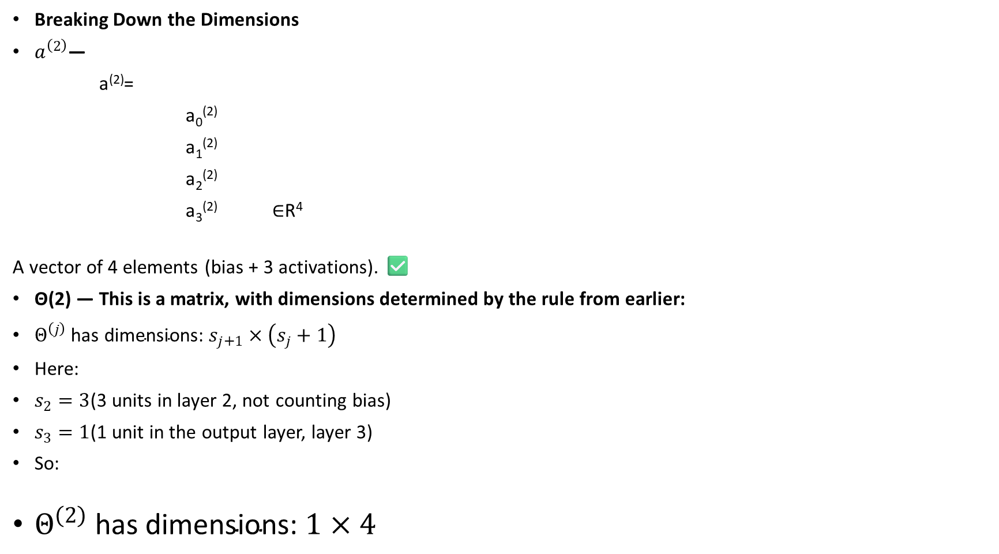 • Breaking Down the Dimensions
• a⁽²⁾—
a⁽²⁾=
a₀⁽²⁾
a₁⁽²⁾
a₂⁽²⁾
a₃⁽²⁾ ∈R⁴
A vector of 4 elements (bias + 3 activations). ✅
• Θ(2) — This is a matrix, with dimensions determined by the rule from earlier:
• Θ⁽ʲ⁾ has dimensions: sⱼ₊₁ × (sⱼ + 1)
• Here:
• s₂ = 3(3 units in layer 2, not counting bias)
• s₃ = 1(1 unit in the output layer, layer 3)
• So:
• Θ⁽²⁾ has dimensions: 1 × 4